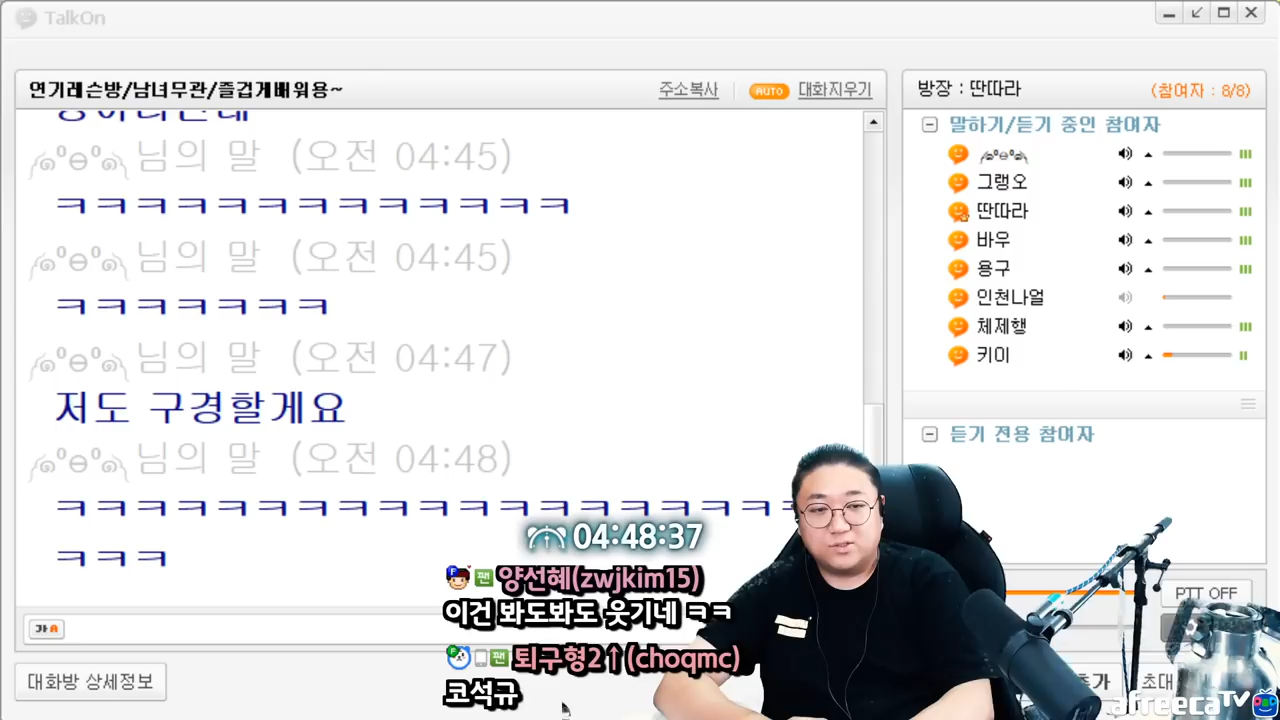 TalkOn
연기레슨방/남녀무관/즐겁게배워용~
주소복사
AUTO
대화지우기
님의 말 (오전 04:45)
ㅋㅋㅋㅋㅋㅋㅋㅋㅋㅋㅋㅋㅋ
님의 말 (오전 04:45)
ㅋㅋㅋㅋㅋㅋㅋ
님의 말 (오전 04:47)
저도 구경할게요
님의 말 (오전 04:48)
ㅋㅋㅋㅋㅋㅋㅋㅋㅋㅋㅋㅋㅋㅋㅋㅋㅋㅋㅋ
ㅋㅋㅋ
가A
대화방 상세정보
방장 : 딴따라
(참여자 : 8/8)
말하기/듣기 중인 참여자
그랭오
딴따라
바우
용구
인천나얼
체제행
키이
듣기 전용 참여자
PTT OFF
초대
04:48:37
팬 양선혜(zwjkim15)
이건 봐도봐도 웃기네 ㅋㅋ
팬 퇴구형2↑(choqmc)
코석규
afreecaTV